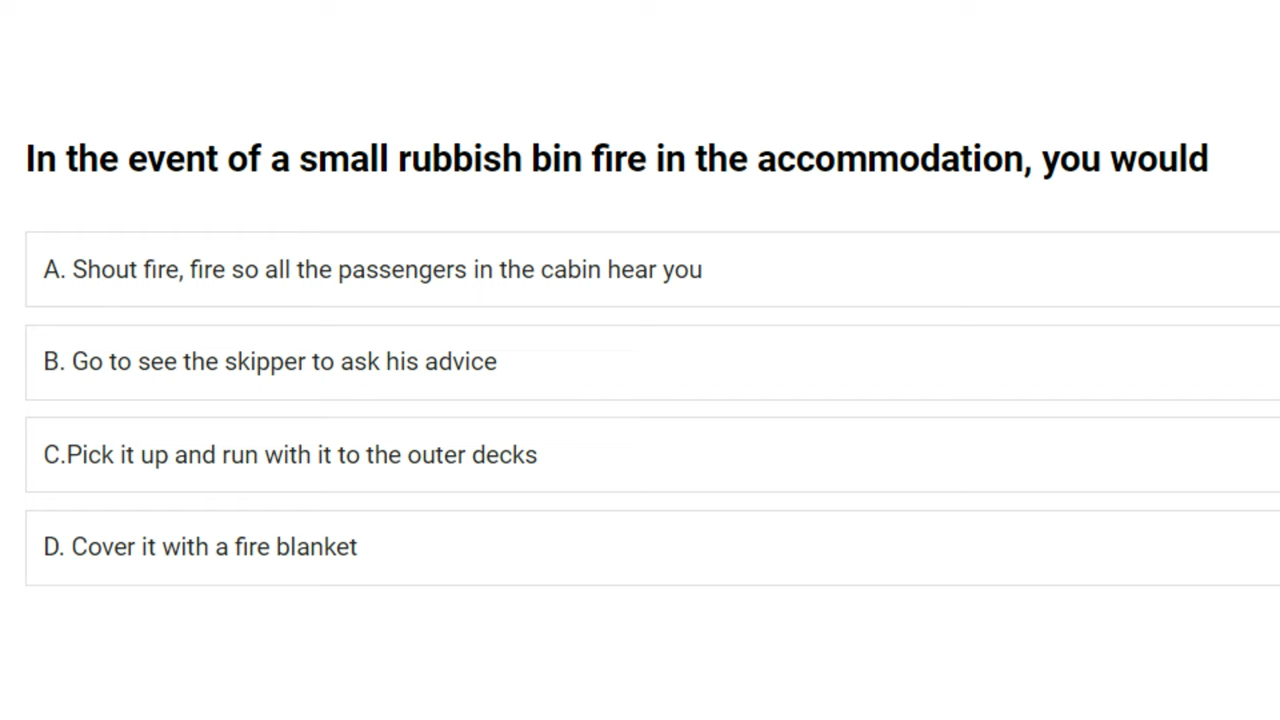 In the event of a small rubbish bin fire in the accommodation, you would
A. Shout fire, fire so all the passengers in the cabin hear you
B. Go to see the skipper to ask his advice
C.Pick it up and run with it to the outer decks
D. Cover it with a fire blanket